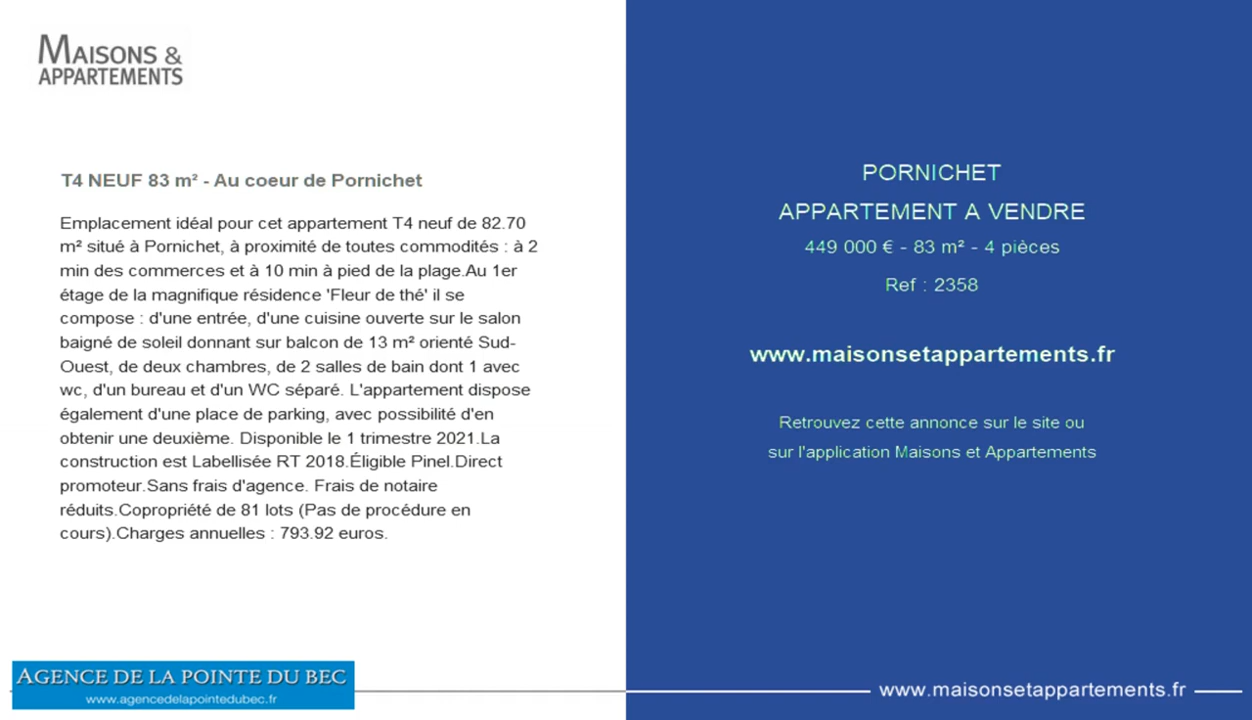 MAISONS &
APPARTEMENTS
T4 NEUF 83 m² - Au coeur de Pornichet
Emplacement idéal pour cet appartement T4 neuf de 82.70
m² situé à Pornichet, à proximité de toutes commodités : à 2
min des commerces et à 10 min à pied de la plage.Au 1er
étage de la magnifique résidence 'Fleur de thé' il se
compose : d'une entrée, d'une cuisine ouverte sur le salon
baigné de soleil donnant sur balcon de 13 m² orienté Sud-
Ouest, de deux chambres, de 2 salles de bain dont 1 avec
wc, d'un bureau et d'un WC séparé. L'appartement dispose
également d'une place de parking, avec possibilité d'en
obtenir une deuxième. Disponible le 1 trimestre 2021.La
construction est Labellisée RT 2018.Éligible Pinel.Direct
promoteur.Sans frais d'agence. Frais de notaire
réduits.Copropriété de 81 lots (Pas de procédure en
cours).Charges annuelles : 793.92 euros.
AGENCE DE LA POINTE DU BEC
www.agencedelapointedubec.fr
PORNICHET
APPARTEMENT A VENDRE
449 000 € - 83 m² - 4 pièces
Ref : 2358
www.maisonsetappartements.fr
Retrouvez cette annonce sur le site ou
sur l'application Maisons et Appartements
www.maisonsetappartements.fr